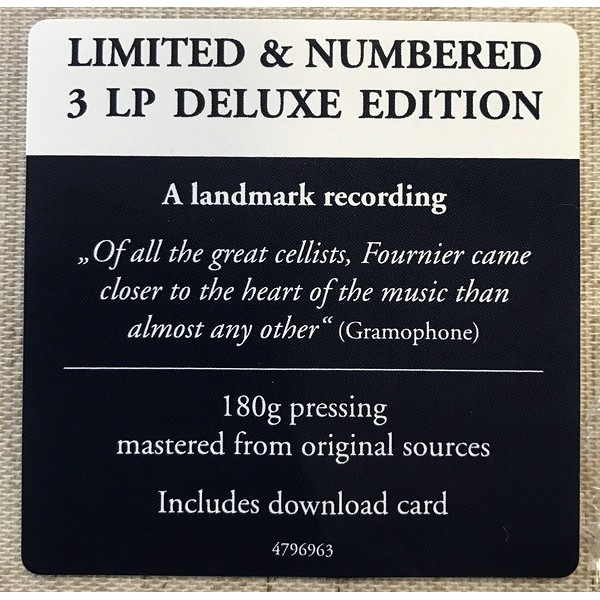 LIMITED & NUMBERED
3 LP DELUXE EDITION
A landmark recording
„Of all the great cellists, Fournier came
closer to the heart of the music than
almost any other“ (Gramophone)
180g pressing
mastered from original sources
Includes download card
4796963